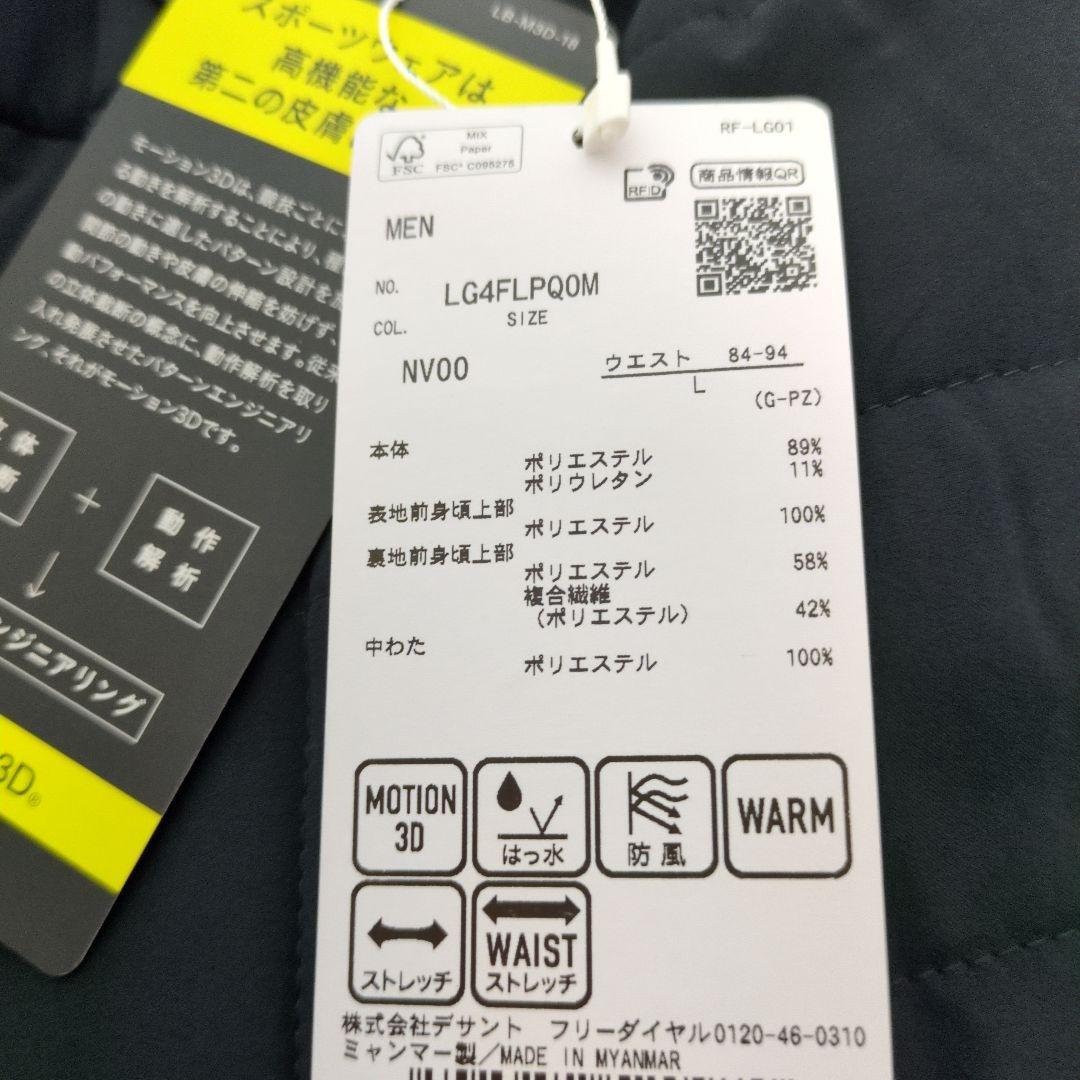 LB-M3D-18
スポーツウェアは
高機能な
第二の皮膚
モーション3Dは、競技ごとに
る動きを解析することにより、
の動きに適したパターン設計を
関節の動きや皮膚の伸縮を妨げず、
動パフォーマンスを向上させます。従来
の立体裁断の概念に、動作解析を取り
入れ発展させたパターンエンジニアリ
ング、それがモーション3Dです。
体
断
+
動作
解析
↓
ンジニアリング
3D®
FSC
MIX
Paper
FSC® C095275
RF-LG01
RFID
商品情報QR
MEN
NO. LG4FLPQ0M
SIZE
COL.
NV00
ウエスト 84-94
L
(G-PZ)
本体
ポリエステル 89%
ポリウレタン 11%
表地前身頃上部
ポリエステル 100%
裏地前身頃上部
ポリエステル 58%
複合繊維
(ポリエステル) 42%
中わた
ポリエステル 100%
MOTION
3D
はっ水
防風
WARM
ストレッチ
WAIST
ストレッチ
株式会社デサント フリーダイヤル0120-46-0310
ミャンマー製/MADE IN MYANMAR